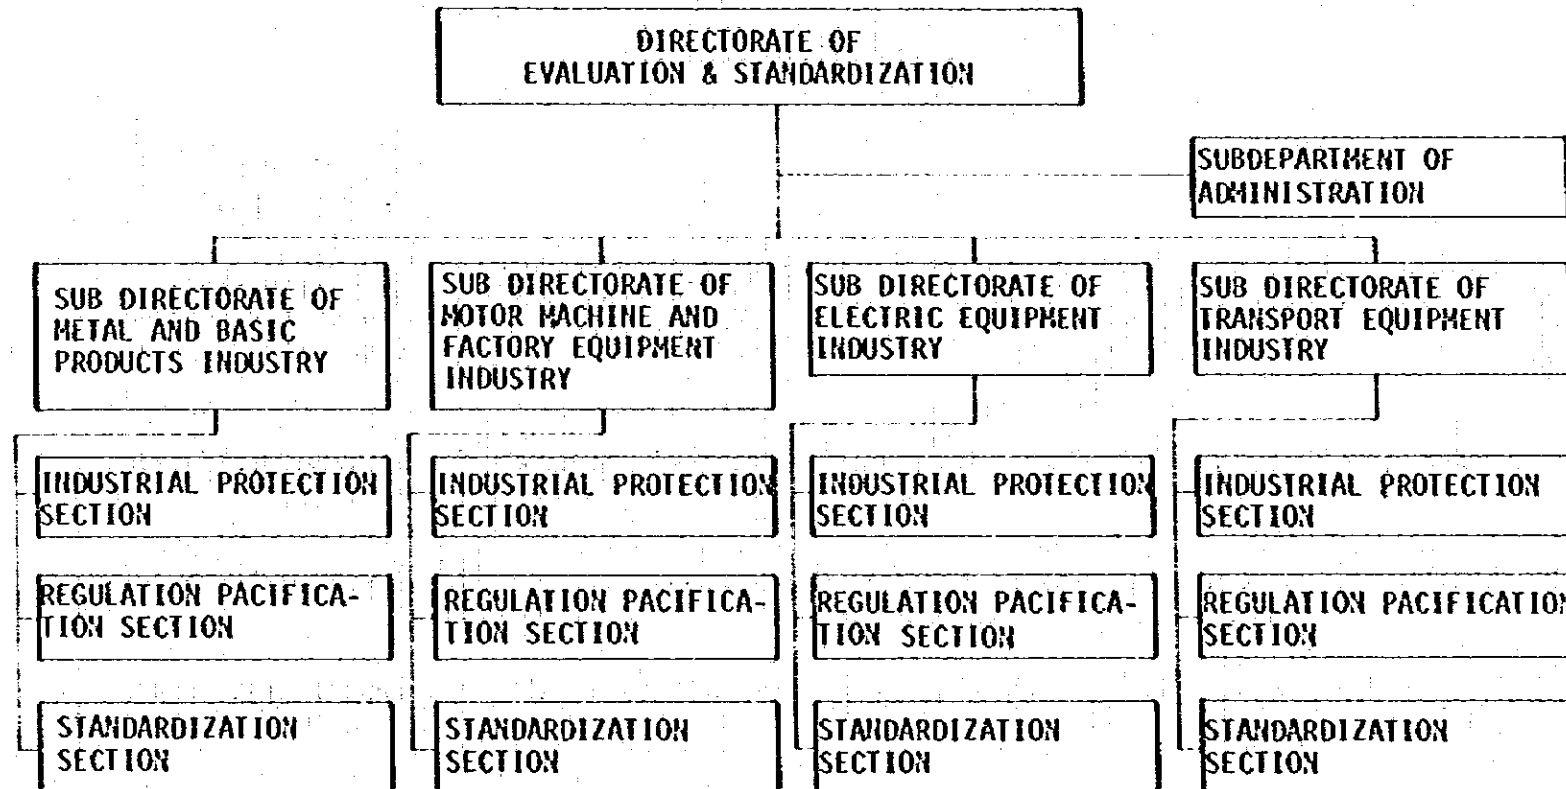 DIRECTORATE OF
EVALUATION & STANDARDIZATION
SUBDEPARTMENT OF
ADMINISTRATION
SUB DIRECTORATE OF
METAL AND BASIC
PRODUCTS INDUSTRY
SUB DIRECTORATE OF
MOTOR MACHINE AND
FACTORY EQUIPMENT
INDUSTRY
SUB DIRECTORATE OF
ELECTRIC EQUIPMENT
INDUSTRY
SUB DIRECTORATE OF
TRANSPORT EQUIPMENT
INDUSTRY
INDUSTRIAL PROTECTION
SECTION
INDUSTRIAL PROTECTION
SECTION
INDUSTRIAL PROTECTION
SECTION
INDUSTRIAL PROTECTION
SECTION
REGULATION PACIFICA-
TION SECTION
REGULATION PACIFICA-
TION SECTION
REGULATION PACIFICA-
TION SECTION
REGULATION PACIFICATION
SECTION
STANDARDIZATION
SECTION
STANDARDIZATION
SECTION
STANDARDIZATION
SECTION
STANDARDIZATION
SECTION